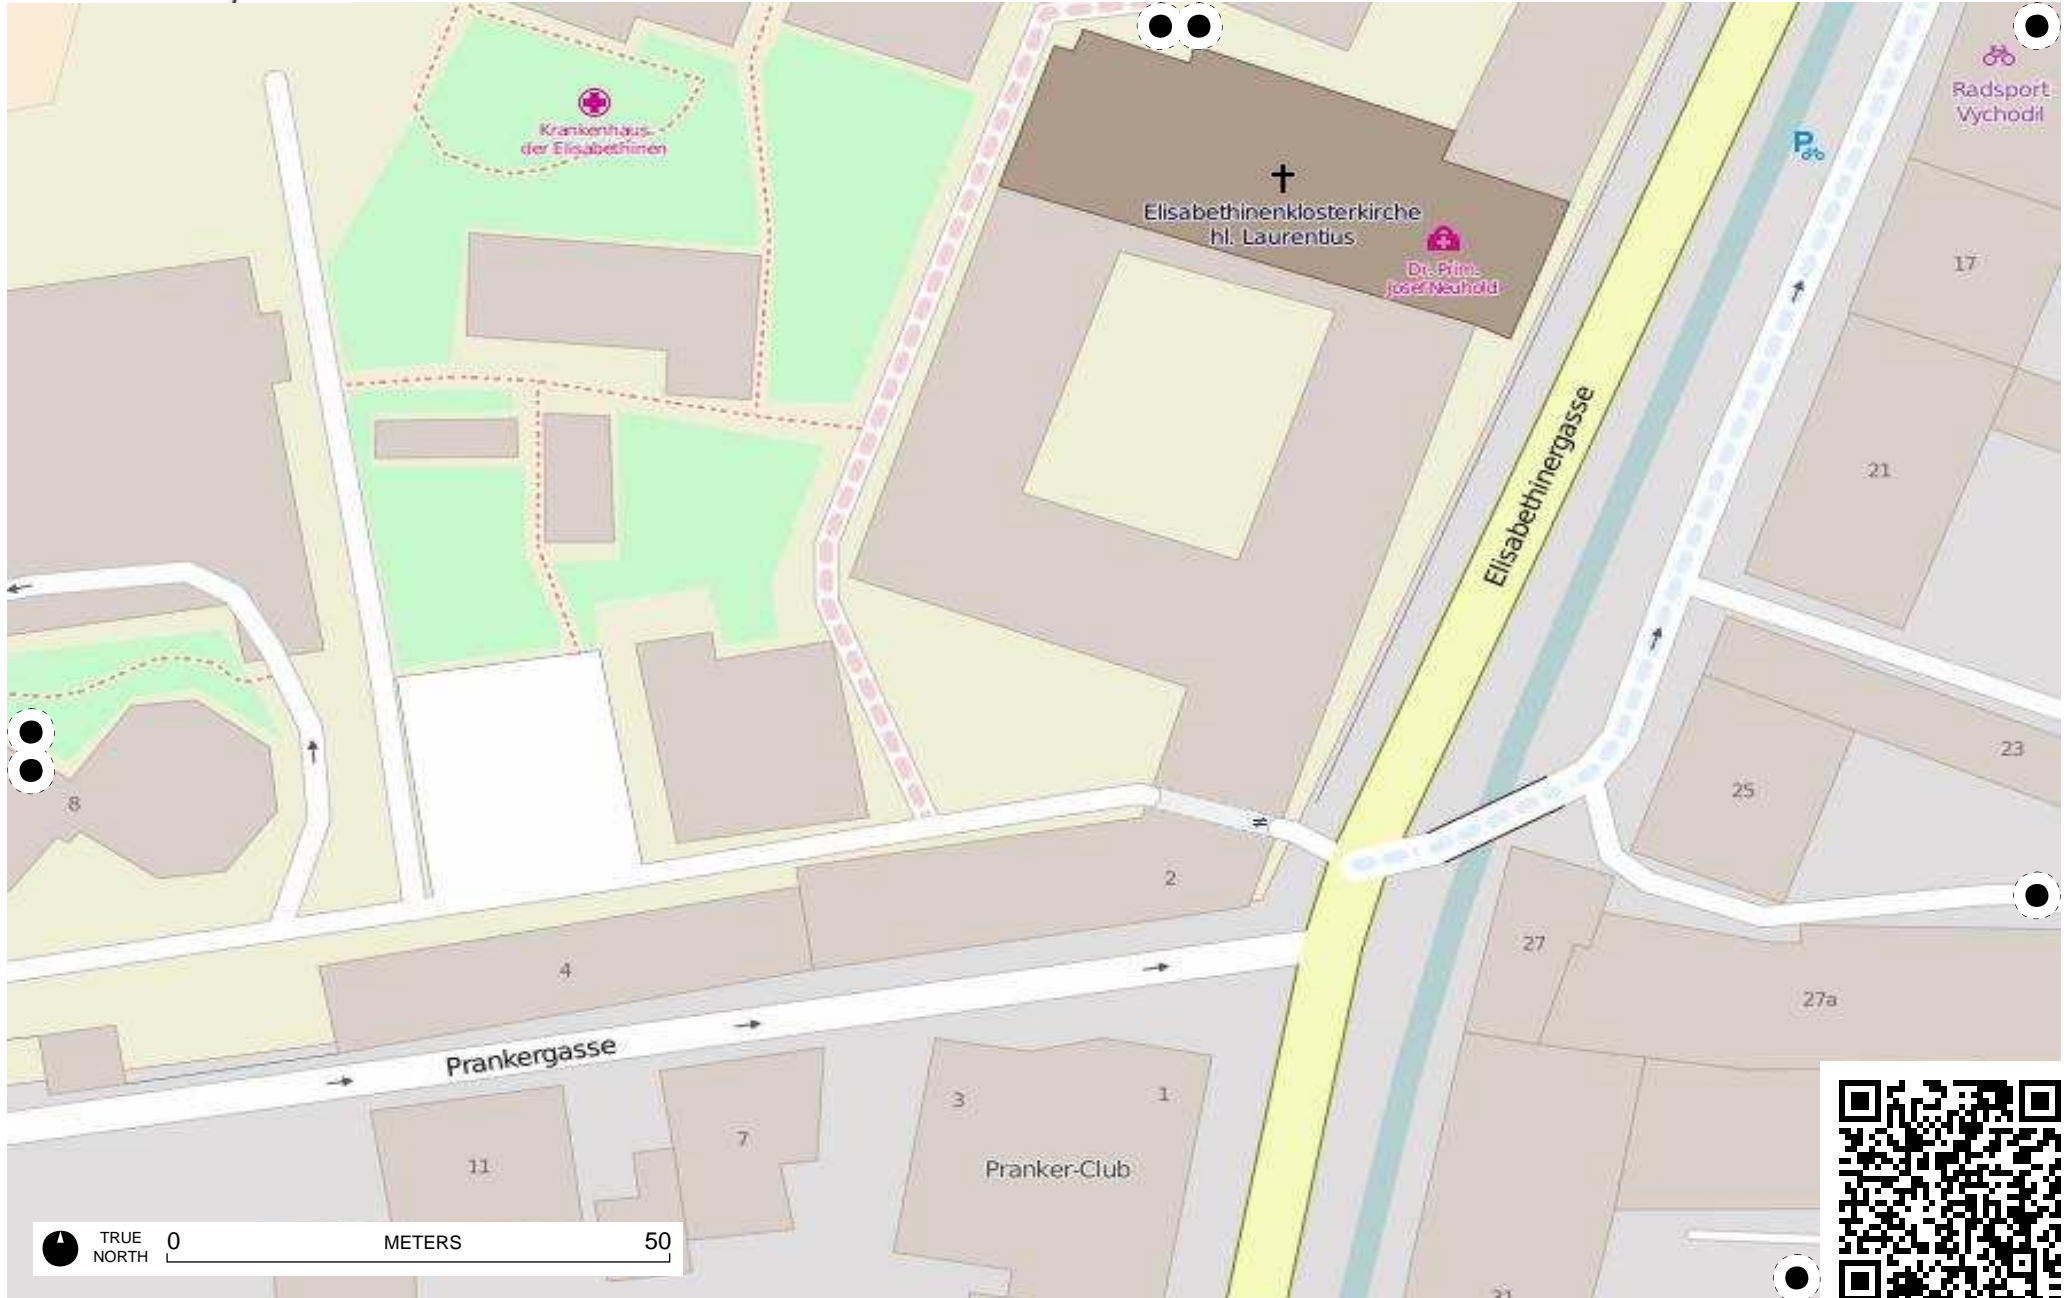 Krankenhaus
der Elisabethinen
Radsport
Vychodil
P
Elisabethinenklosterkirche
hl. Laurentius
Dr. Prim.
Josef Neuhold
17
21
Elisabethinergasse
23
25
8
2
27
4
27a
Prankergasse
3
1
7
11
Pranker-Club
31
TRUE
NORTH
0
METERS
50